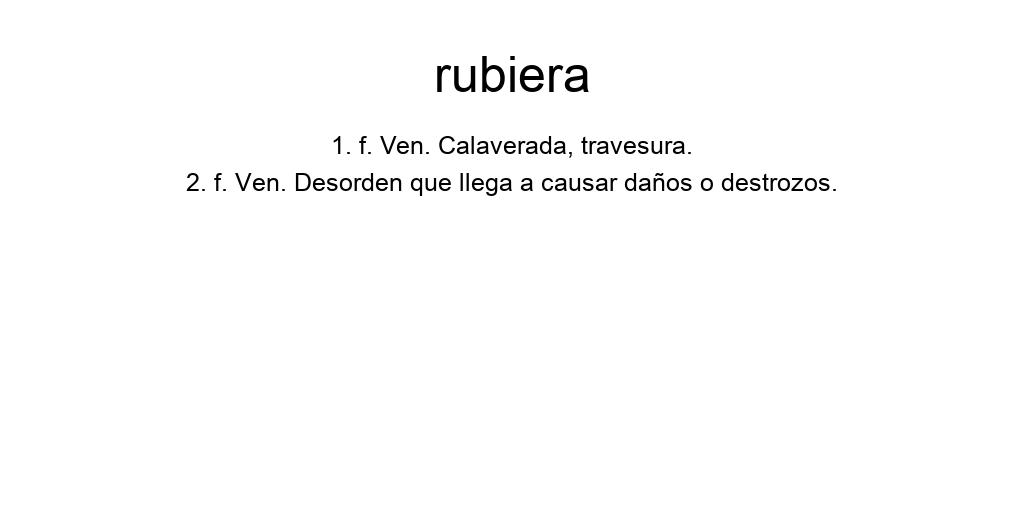 rubiera
1. f. Ven. Calaverada, travesura.
2. f. Ven. Desorden que llega a causar daños o destrozos.